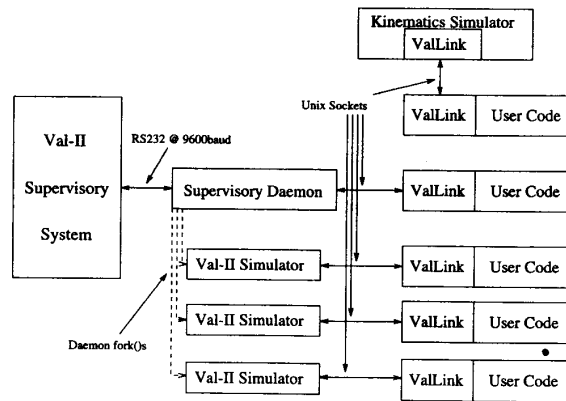 Kinematics Simulator
ValLink
Unix Sockets
ValLink User Code
Val-II
Supervisory
System
RS232 @ 9600baud
Supervisory Daemon
ValLink User Code
Val-II Simulator
ValLink User Code
Val-II Simulator
ValLink User Code
Daemon fork()s
Val-II Simulator
ValLink User Code